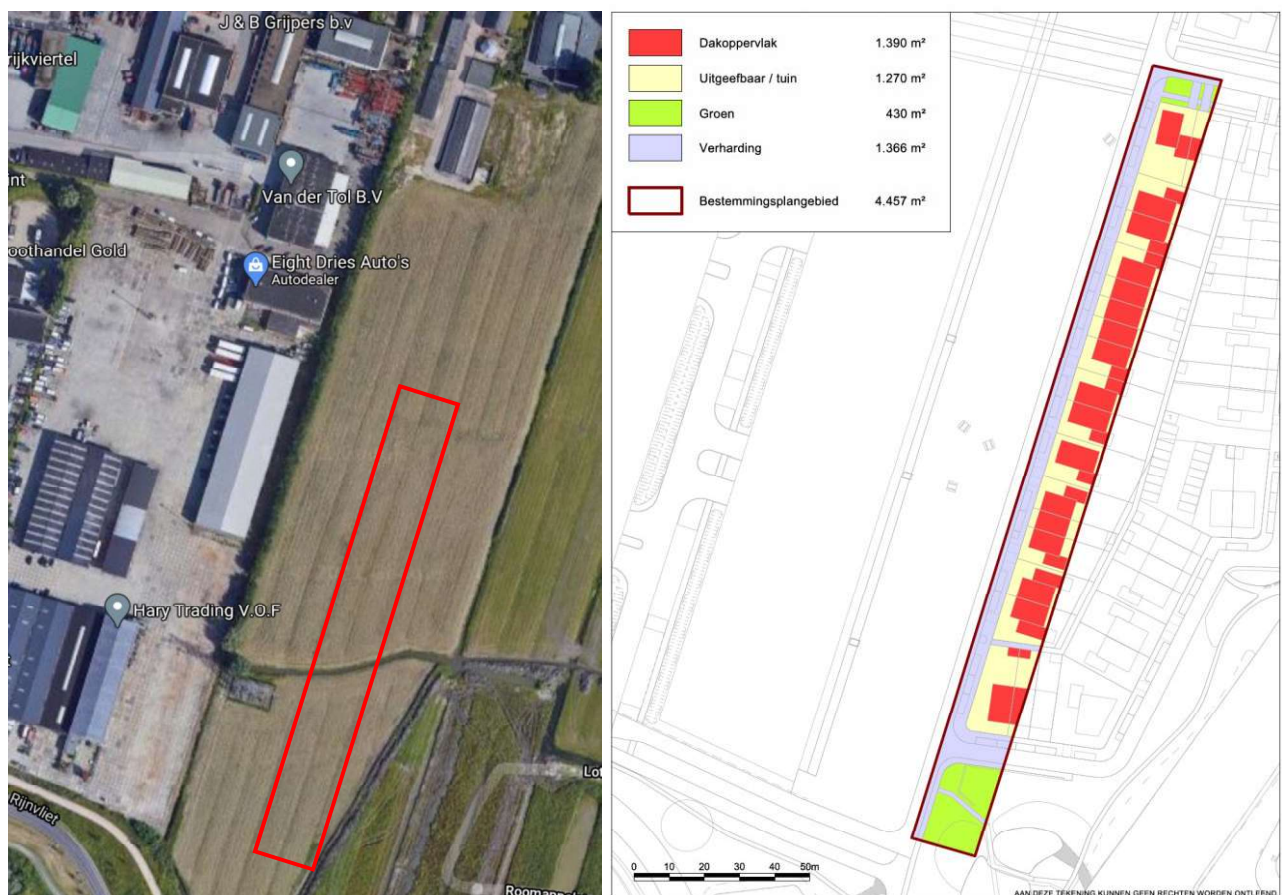 J & B Grijpers b.v
rijkviertel
Van der Tol B.V
int
oothandel Gold
Eight Dries Auto's
Autodealer
Hary Trading V.O.F
Rijnvliet
Lot
Dakoppervlak 1.390 m²
Uitgeefbaar / tuin 1.270 m²
Groen 430 m²
Verharding 1.366 m²
Bestemmingsplangebied 4.457 m²
0 10 20 30 40 50m
AAN DEZE TEKENING KUNNEN GEEN RECHTEN WORDEN ONTLEEND